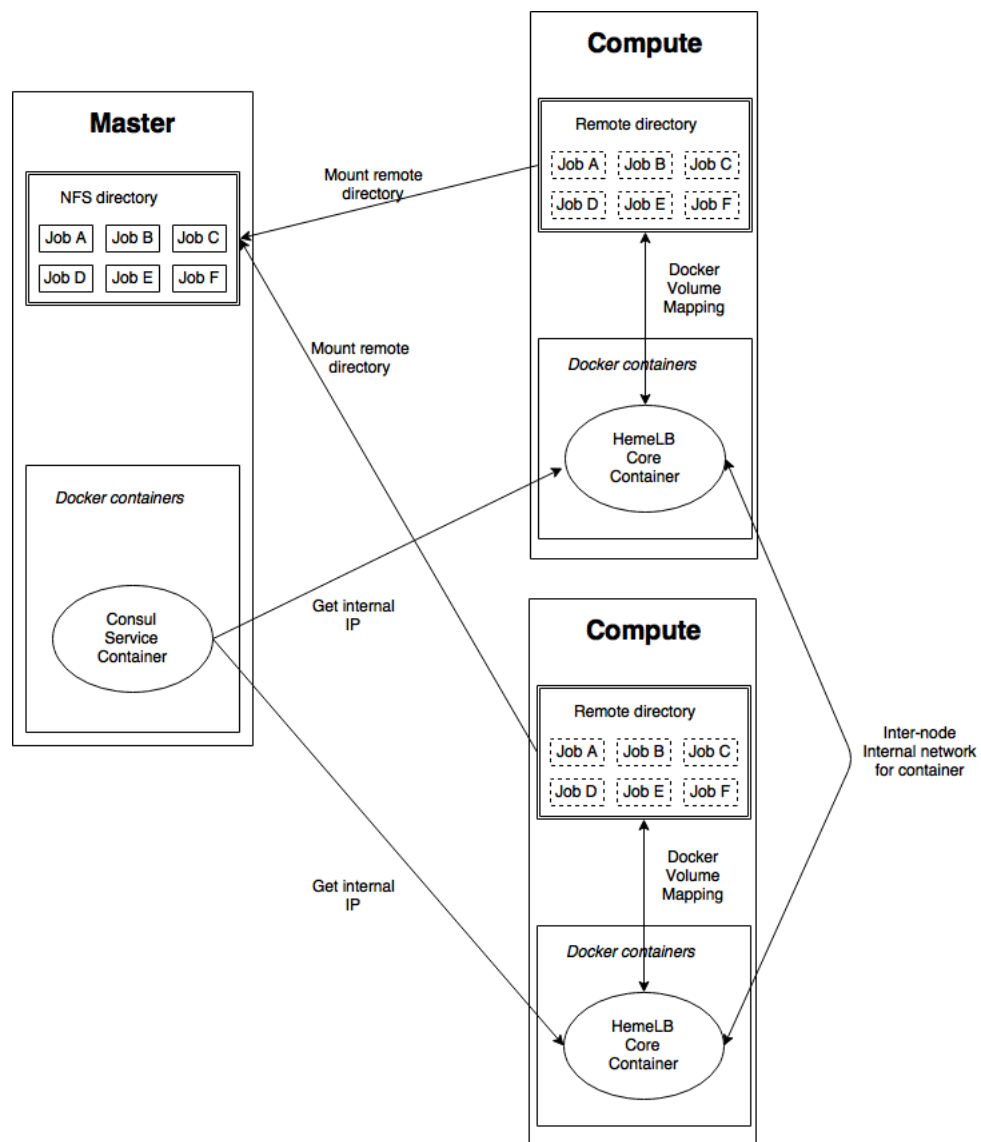 Master
NFS directory
Job A
Job B
Job C
Job D
Job E
Job F
Docker containers
Consul
Service
Container
Mount remote
directory
Mount remote
directory
Get internal
IP
Get internal
IP
Compute
Remote directory
Job A
Job B
Job C
Job D
Job E
Job F
Docker
Volume
Mapping
Docker containers
HemeLB
Core
Container
Compute
Remote directory
Job A
Job B
Job C
Job D
Job E
Job F
Docker
Volume
Mapping
Docker containers
HemeLB
Core
Container
Inter-node
Internal network
for container